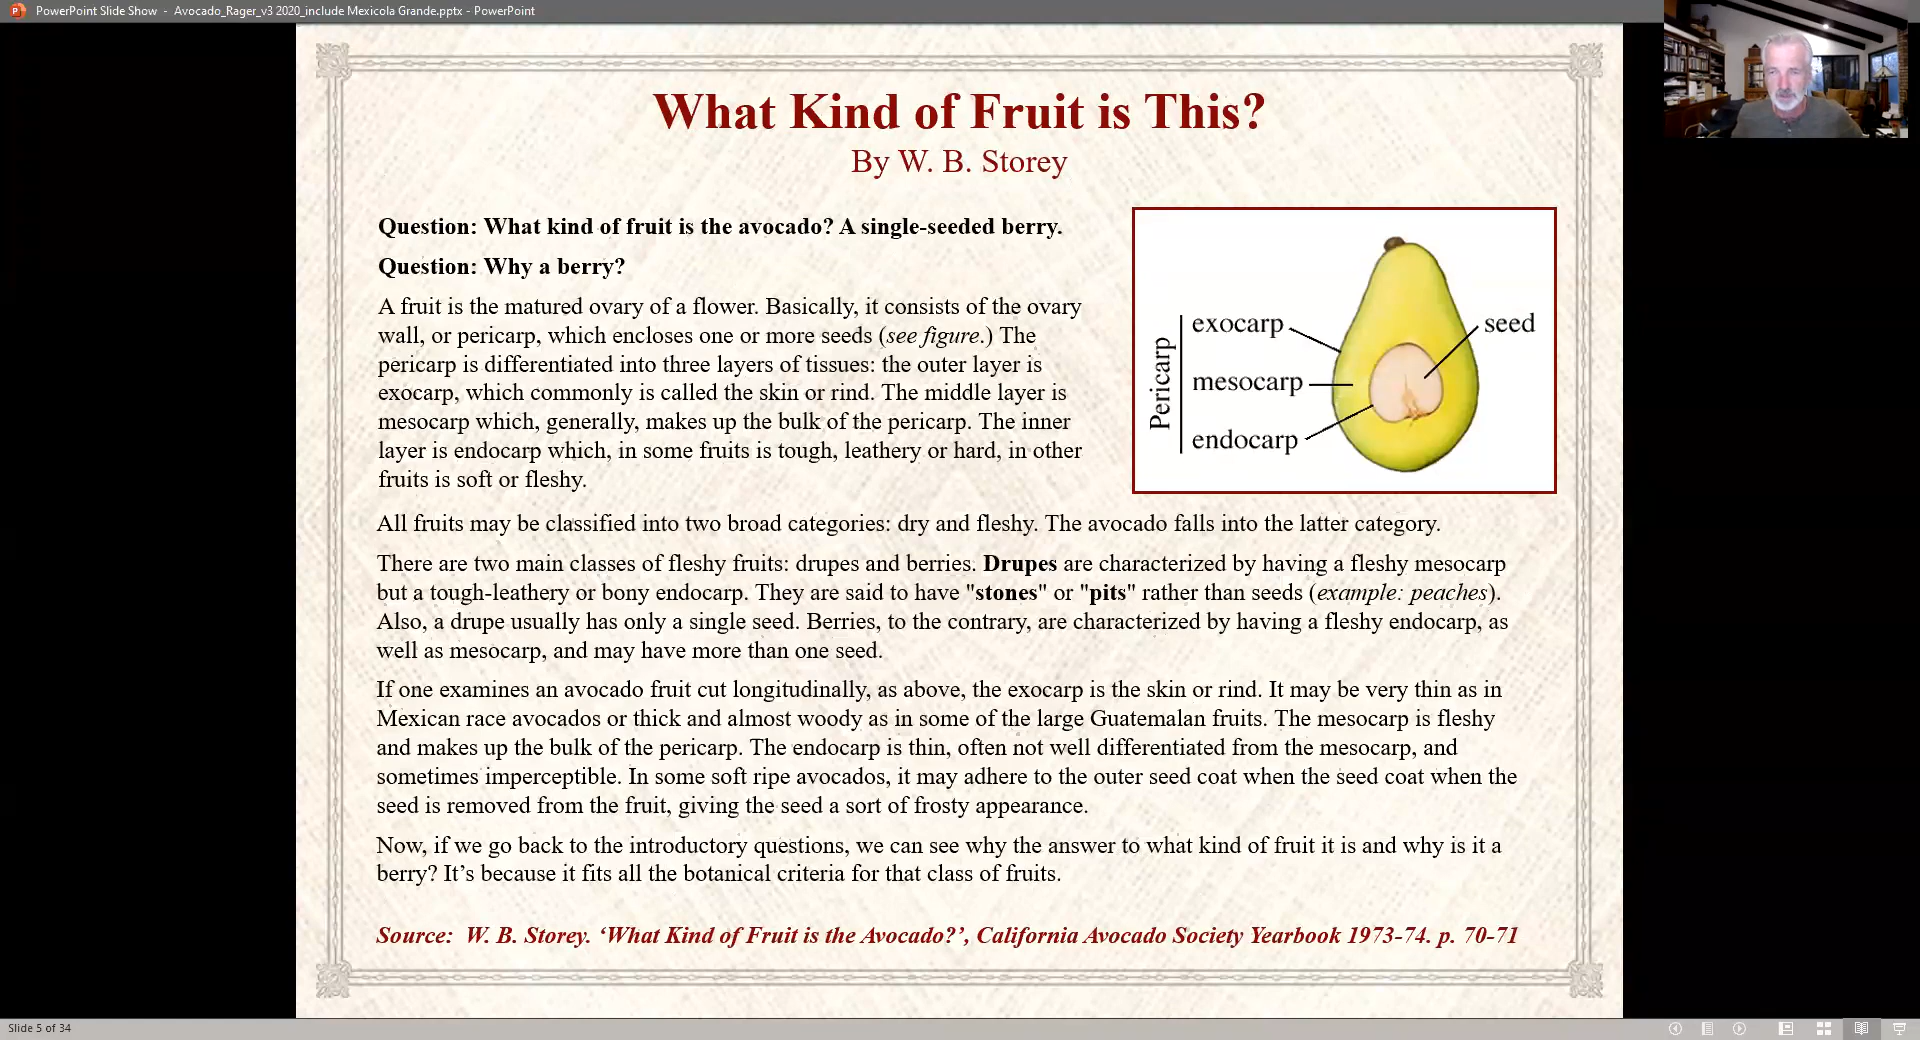 PowerPoint Slide Show - Avocado_Rager_v3 2020_include Mexicola Grande.pptx - PowerPoint
What Kind of Fruit is This?
By W. B. Storey
Question: What kind of fruit is the avocado? A single-seeded berry.
Question: Why a berry?
A fruit is the matured ovary of a flower. Basically, it consists of the ovary
wall, or pericarp, which encloses one or more seeds (see figure.) The
pericarp is differentiated into three layers of tissues: the outer layer is
exocarp, which commonly is called the skin or rind. The middle layer is
mesocarp which, generally, makes up the bulk of the pericarp. The inner
layer is endocarp which, in some fruits is tough, leathery or hard, in other
fruits is soft or fleshy.
Pericarp
exocarp
mesocarp
endocarp
seed
All fruits may be classified into two broad categories: dry and fleshy. The avocado falls into the latter category.
There are two main classes of fleshy fruits: drupes and berries. Drupes are characterized by having a fleshy mesocarp
but a tough-leathery or bony endocarp. They are said to have "stones" or "pits" rather than seeds (example: peaches).
Also, a drupe usually has only a single seed. Berries, to the contrary, are characterized by having a fleshy endocarp, as
well as mesocarp, and may have more than one seed.
If one examines an avocado fruit cut longitudinally, as above, the exocarp is the skin or rind. It may be very thin as in
Mexican race avocados or thick and almost woody as in some of the large Guatemalan fruits. The mesocarp is fleshy
and makes up the bulk of the pericarp. The endocarp is thin, often not well differentiated from the mesocarp, and
sometimes imperceptible. In some soft ripe avocados, it may adhere to the outer seed coat when the seed coat when the
seed is removed from the fruit, giving the seed a sort of frosty appearance.
Now, if we go back to the introductory questions, we can see why the answer to what kind of fruit it is and why is it a
berry? It's because it fits all the botanical criteria for that class of fruits.
Source: W. B. Storey. ‘What Kind of Fruit is the Avocado?’, California Avocado Society Yearbook 1973-74. p. 70-71
Slide 5 of 34